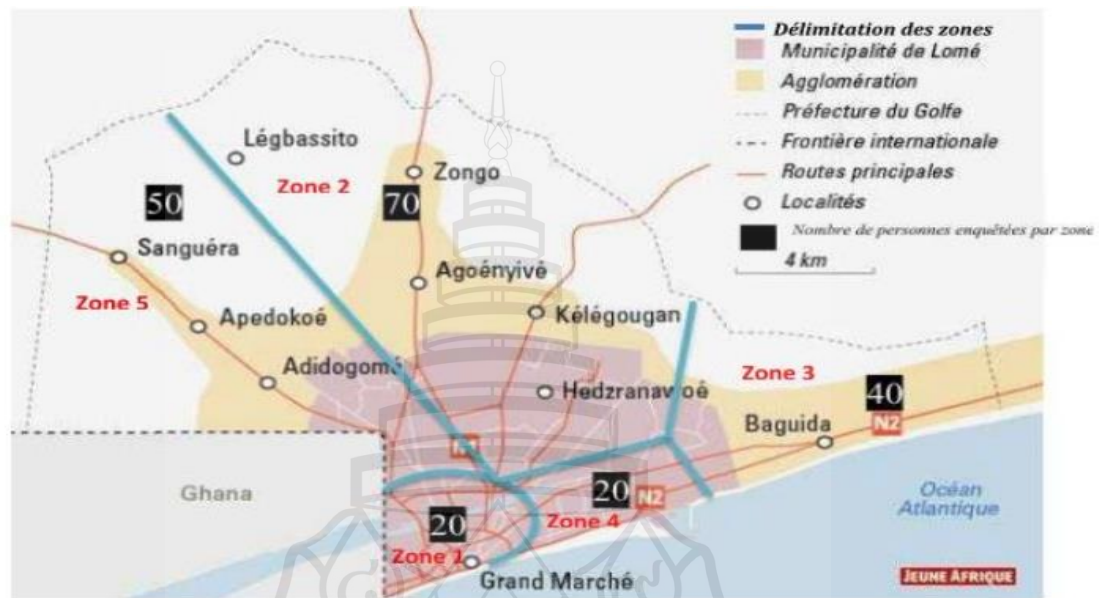 Délimitation des zones
Municipalité de Lomé
Agglomération
Préfecture du Golfe
Frontière internationale
Routes principales
Localités
Nombre de personnes enquêtées par zone
4 km
Légbassito
Zone 2
Zongo
50
70
Sanguéra
Agoényivé
Zone 5
Apedokoé
Kélégougan
Adidogomé
Zone 3
Hedzranawoé
40
Baguida
N2
N1
Ghana
20
N2
Océan
Atlantique
20
Zone 4
Zone 1
Grand Marché
JEUNE AFRIQUE